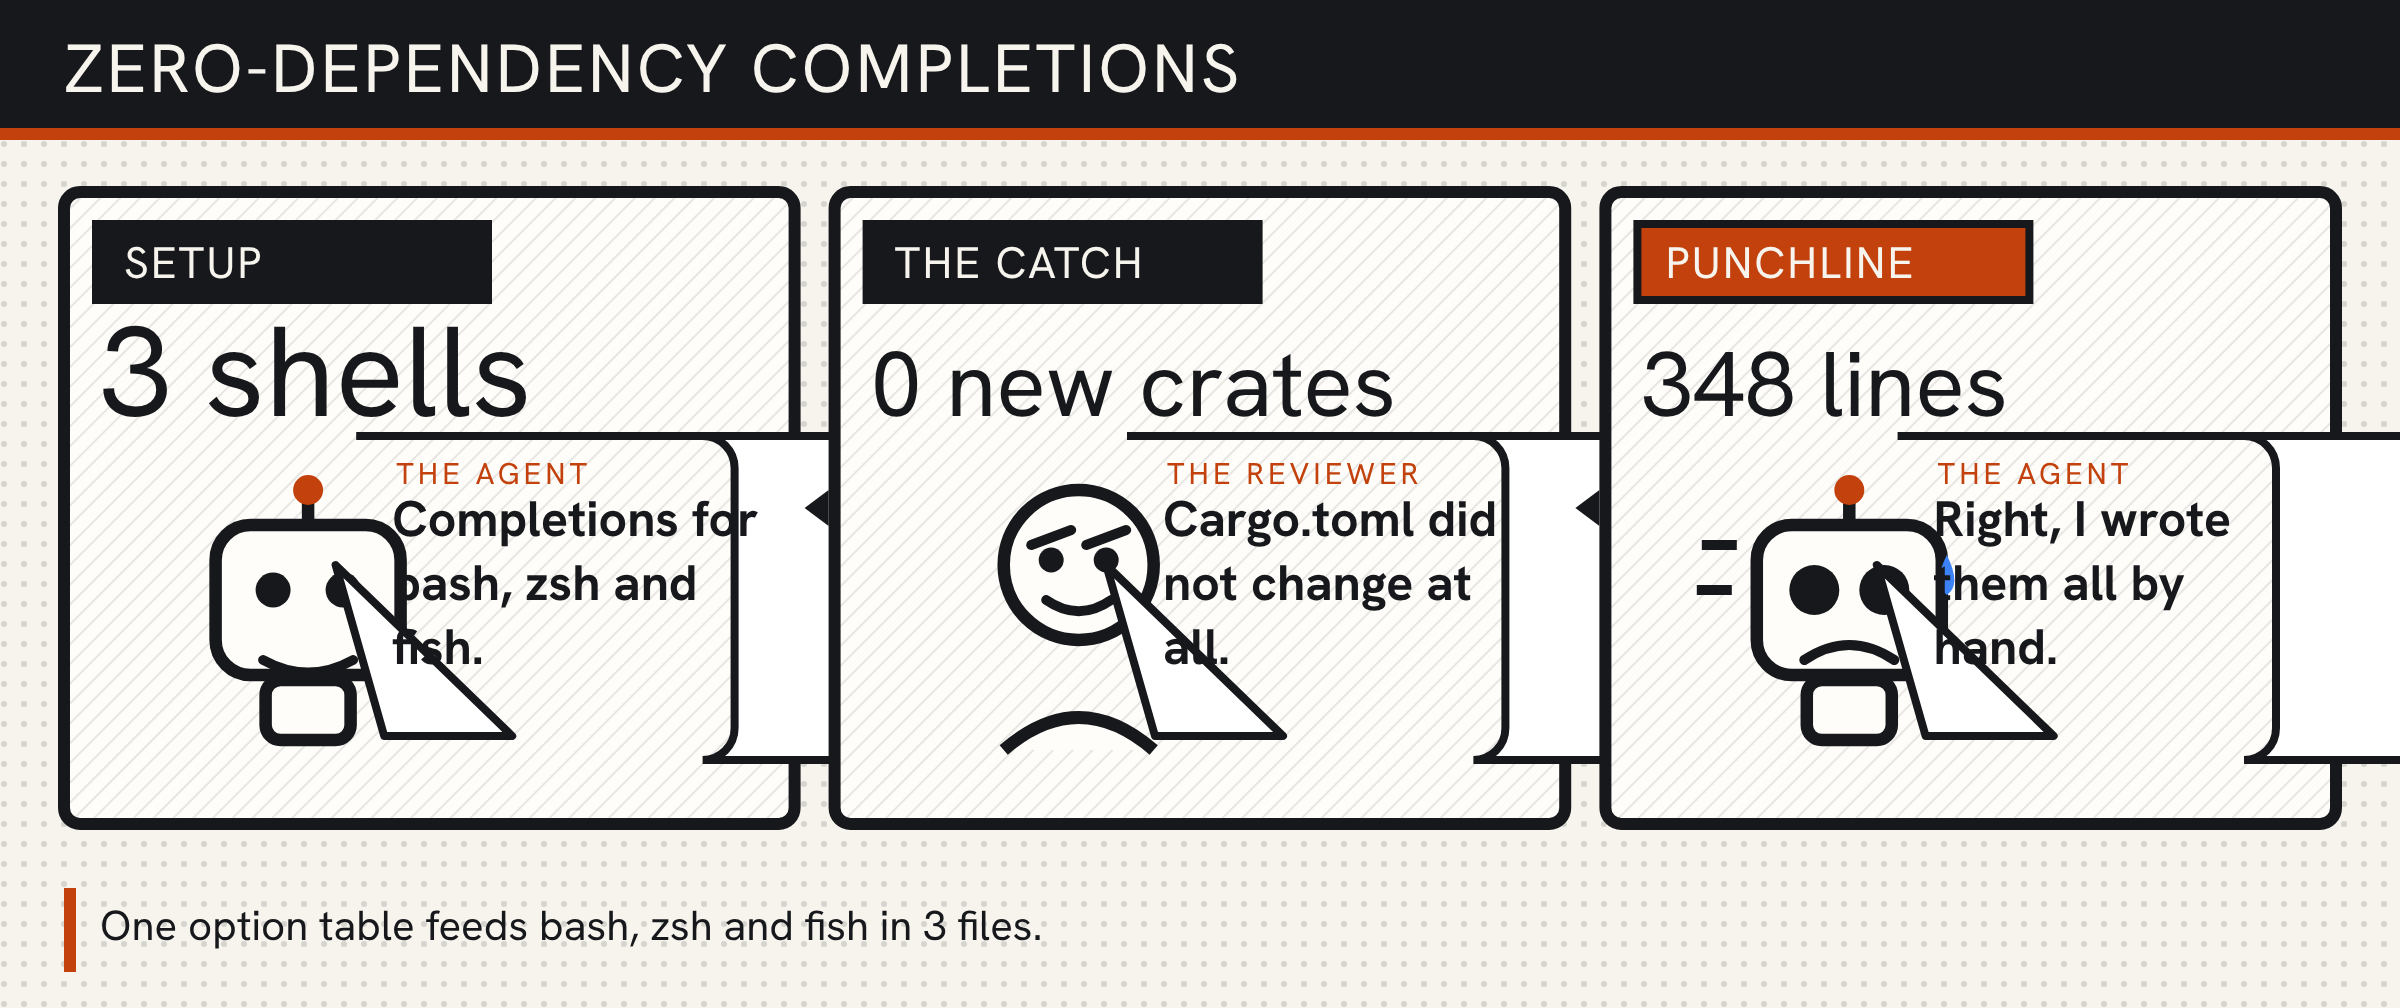 ZERO-DEPENDENCY COMPLETIONS
SETUP
3 shells
THE AGENT
Completions for
bash, zsh and
fish.
THE CATCH
0 new crates
THE REVIEWER
Cargo.toml did
not change at
all.
PUNCHLINE
348 lines
THE AGENT
Right, I wrote
them all by
hand.
One option table feeds bash, zsh and fish in 3 files.